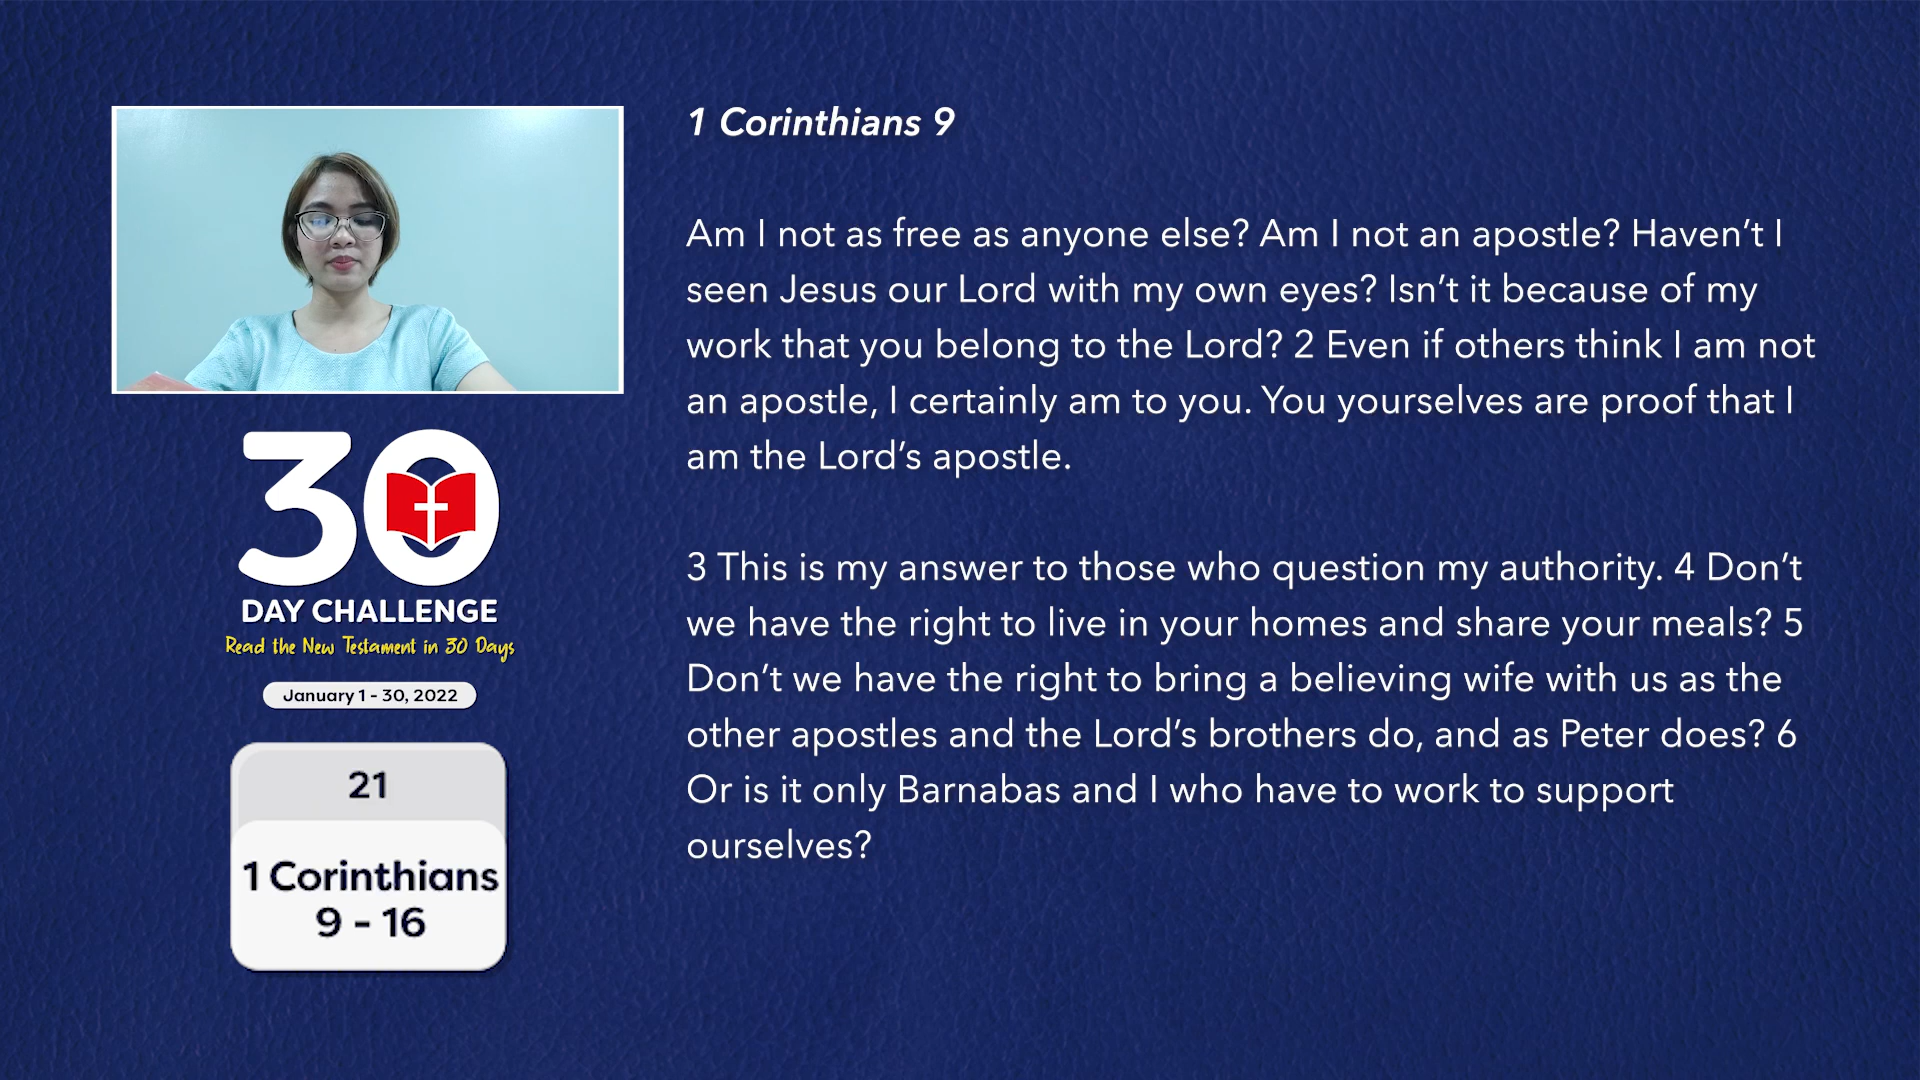 1 Corinthians 9
Am I not as free as anyone else? Am I not an apostle? Haven’t I
seen Jesus our Lord with my own eyes? Isn’t it because of my
work that you belong to the Lord? 2 Even if others think I am not
an apostle, I certainly am to you. You yourselves are proof that I
am the Lord’s apostle.
3 This is my answer to those who question my authority. 4 Don’t
we have the right to live in your homes and share your meals? 5
Don’t we have the right to bring a believing wife with us as the
other apostles and the Lord’s brothers do, and as Peter does? 6
Or is it only Barnabas and I who have to work to support
ourselves?
30
DAY CHALLENGE
Read the New Testament in 30 Days
January 1 - 30, 2022
21
1 Corinthians
9 - 16